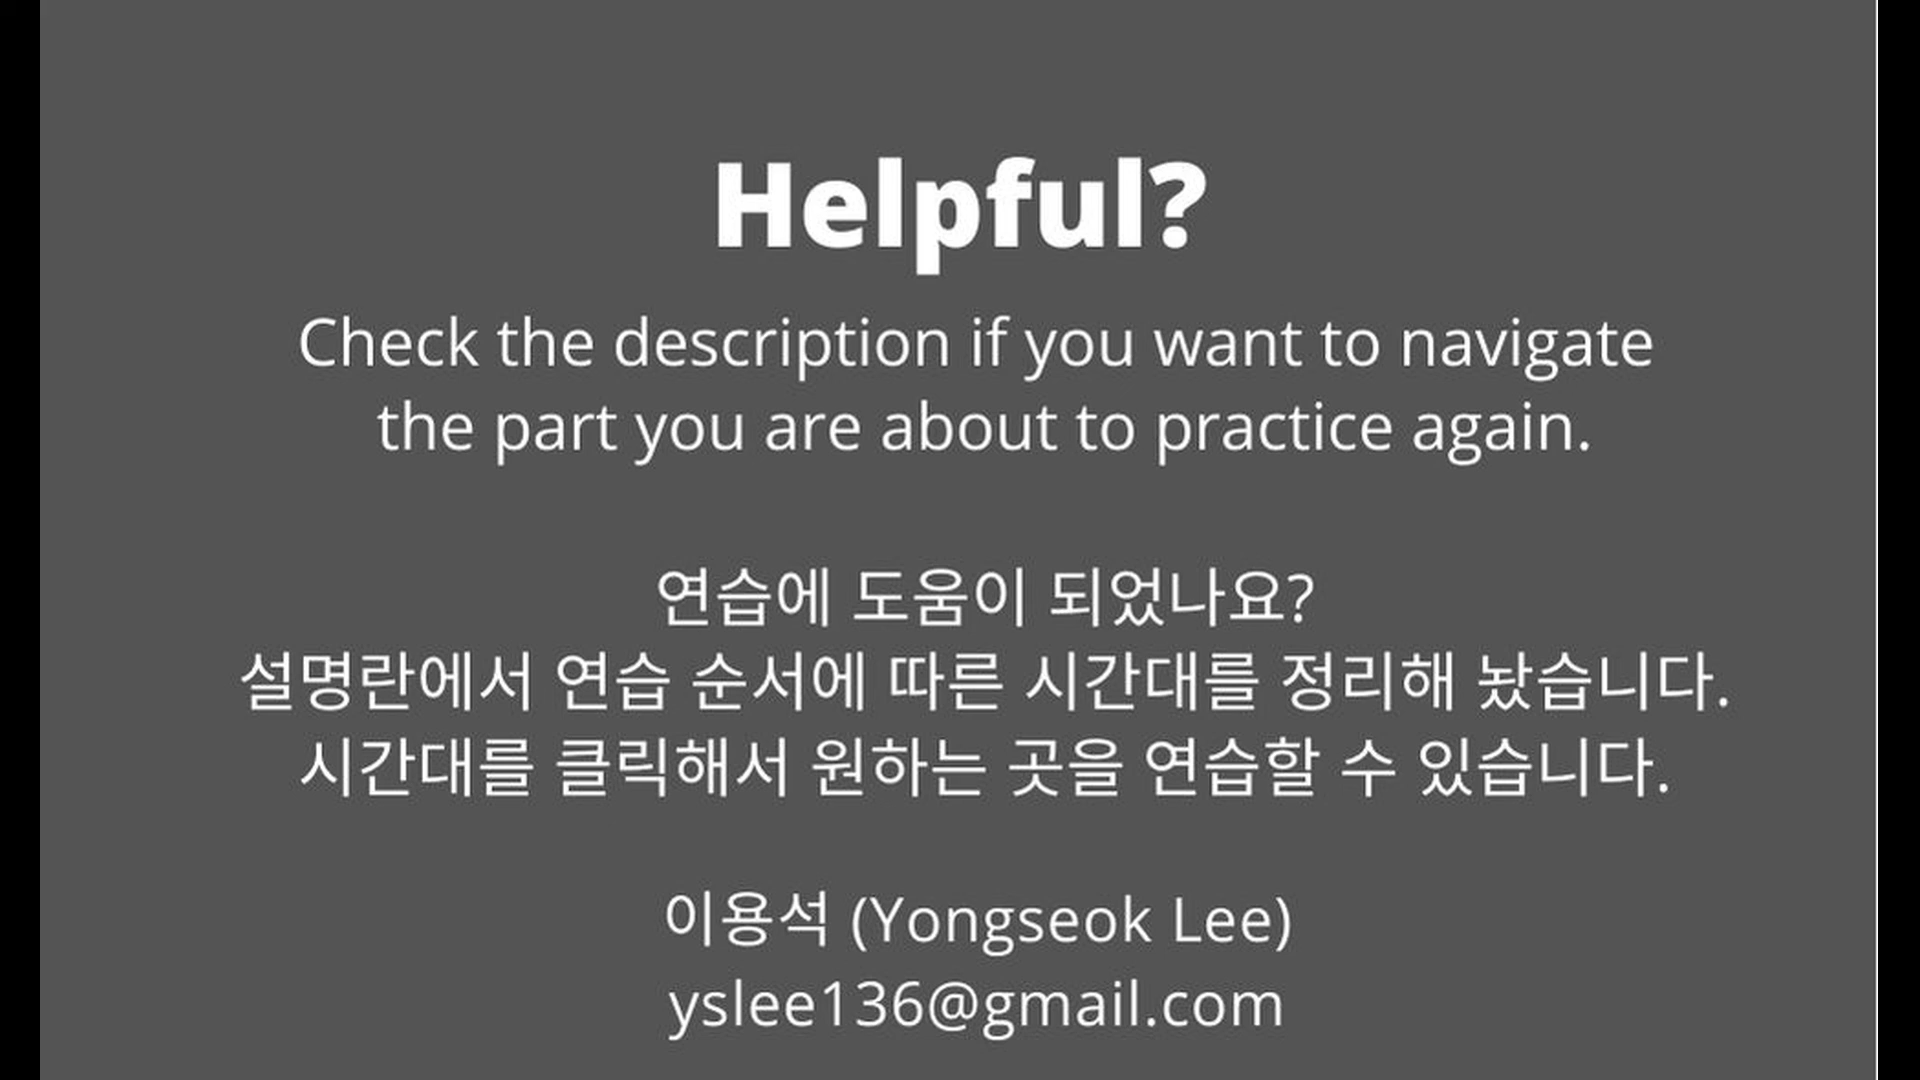 Helpful?
Check the description if you want to navigate
the part you are about to practice again.
연습에 도움이 되었나요?
설명란에서 연습 순서에 따른 시간대를 정리해 놨습니다.
시간대를 클릭해서 원하는 곳을 연습할 수 있습니다.
이용석 (Yongseok Lee)
yslee136@gmail.com